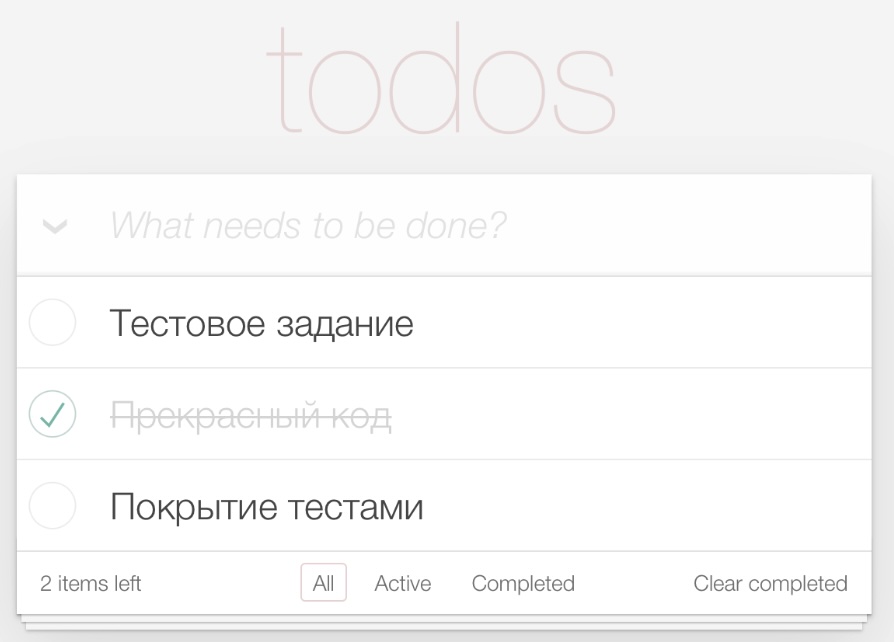 todos
What needs to be done?
Тестовое задание
Прекрасный код
Покрытие тестами
2 items left All Active Completed Clear completed